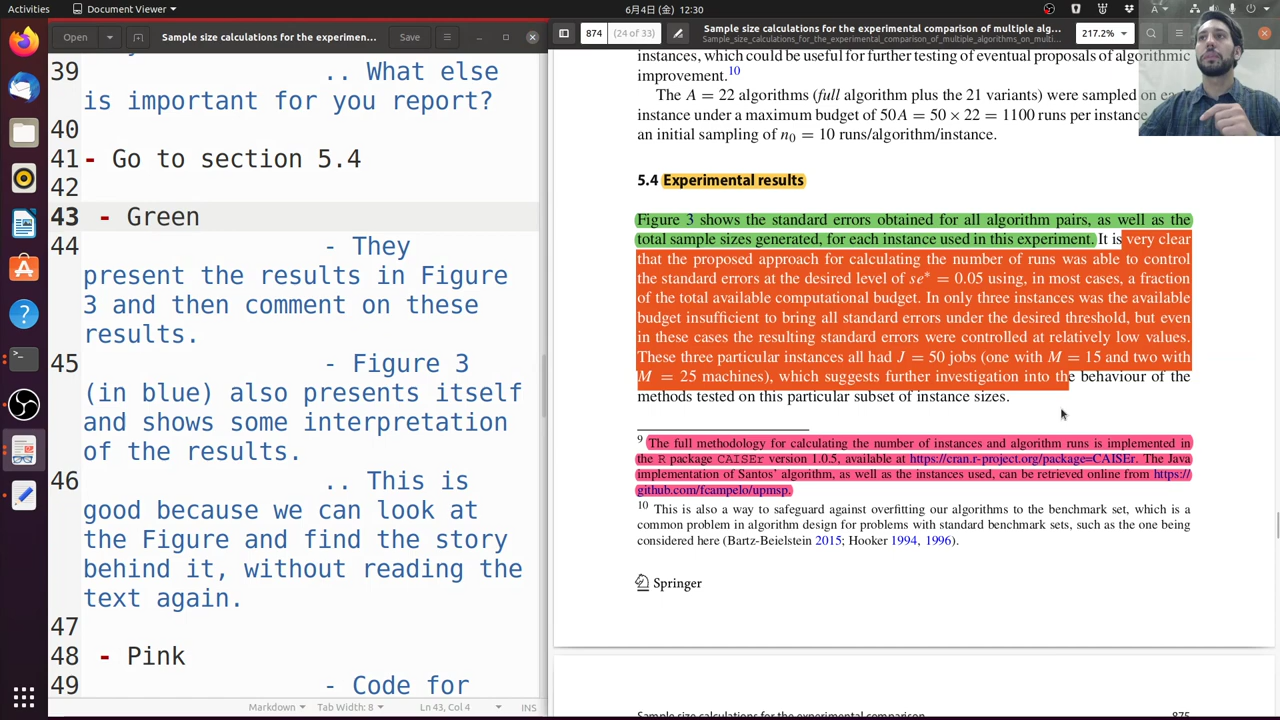 Activities
Document Viewer
6月4日 (金) 12:30
Open
Sample size calculations for the experimen...
Save
39
.. What else
is important for you report?
40
41 - Go to section 5.4
42
43 - Green
44 - They
present the results in Figure
3 and then comment on these
results.
45 - Figure 3
(in blue) also presents itself
and shows some interpretation
of the results.
46 .. This is
good because we can look at
the Figure and find the story
behind it, without reading the
text again.
47
48 - Pink
49 - Code for
Markdown
Tab Width: 8
Ln 43, Col 4
INS
874
(24 of 33)
Sample size calculations for the experimental comparison of multiple alg...
Sample_size_calculations_for_the_experimental_comparison_of_multiple_algorithms_on_multi...
217.2%
instances, which could be useful for further testing of eventual proposals of algorithmic
improvement.10
The A = 22 algorithms (full algorithm plus the 21 variants) were sampled on each
instance under a maximum budget of 50A = 50 × 22 = 1100 runs per instance
an initial sampling of n0 = 10 runs/algorithm/instance.
5.4 Experimental results
Figure 3 shows the standard errors obtained for all algorithm pairs, as well as the
total sample sizes generated, for each instance used in this experiment. It is very clear
that the proposed approach for calculating the number of runs was able to control
the standard errors at the desired level of se* = 0.05 using, in most cases, a fraction
of the total available computational budget. In only three instances was the available
budget insufficient to bring all standard errors under the desired threshold, but even
in these cases the resulting standard errors were controlled at relatively low values.
These three particular instances all had J = 50 jobs (one with M = 15 and two with
M = 25 machines), which suggests further investigation into the behaviour of the
methods tested on this particular subset of instance sizes.
9 The full methodology for calculating the number of instances and algorithm runs is implemented in
the R package CAISEr version 1.0.5, available at https://cran.r-project.org/package=CAISEr. The Java
implementation of Santos' algorithm, as well as the instances used, can be retrieved online from https://
github.com/fcampelo/upmsp.
10 This is also a way to safeguard against overfitting our algorithms to the benchmark set, which is a
common problem in algorithm design for problems with standard benchmark sets, such as the one being
considered here (Bartz-Beielstein 2015; Hooker 1994, 1996).
Springer
Sample size calculations for the experimental comparison
875